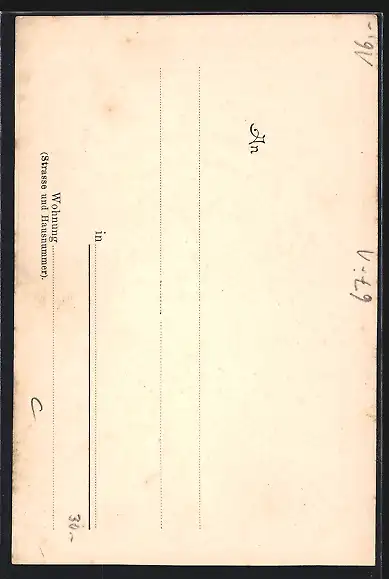 An
in
Wohnung
(Strasse und Hausnummer).
30.-